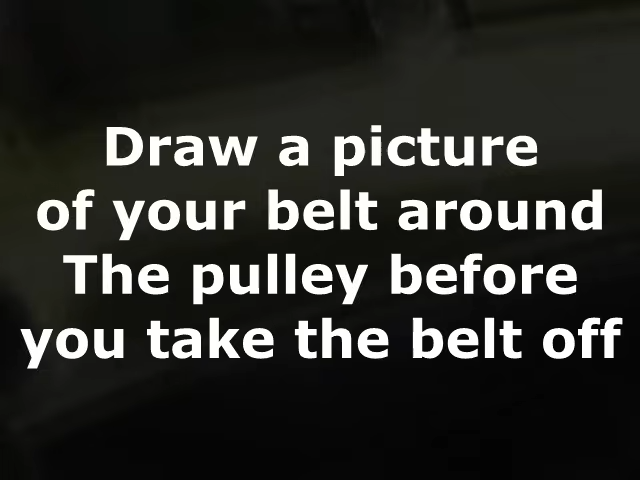 Draw a picture
of your belt around
The pulley before
you take the belt off